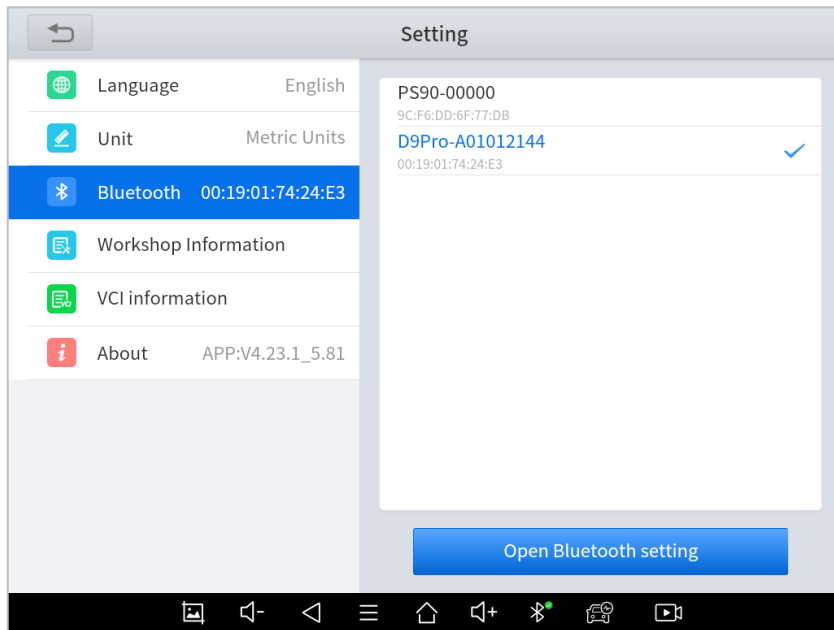 Setting
Language English
Unit Metric Units
Bluetooth 00:19:01:74:24:E3
Workshop Information
VCI information
About APP:V4.23.1_5.81
PS90-00000
9C:F6:DD:6F:77:DB
D9Pro-A01012144
00:19:01:74:24:E3
Open Bluetooth setting